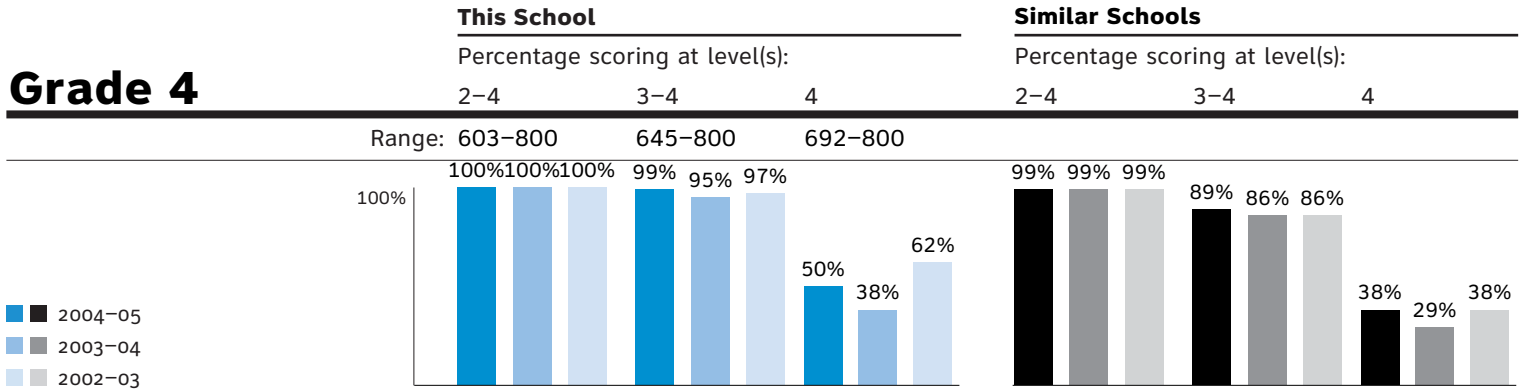 This School Similar Schools
Percentage scoring at level(s): Percentage scoring at level(s):
Grade 4
2–4 3–4 4 2–4 3–4 4
Range: 603–800 645–800 692–800
100% 100% 100% 99% 95% 97% 50% 38% 62% 99% 99% 99% 89% 86% 86% 38% 29% 38%
100%
2004–05
2003–04
2002–03